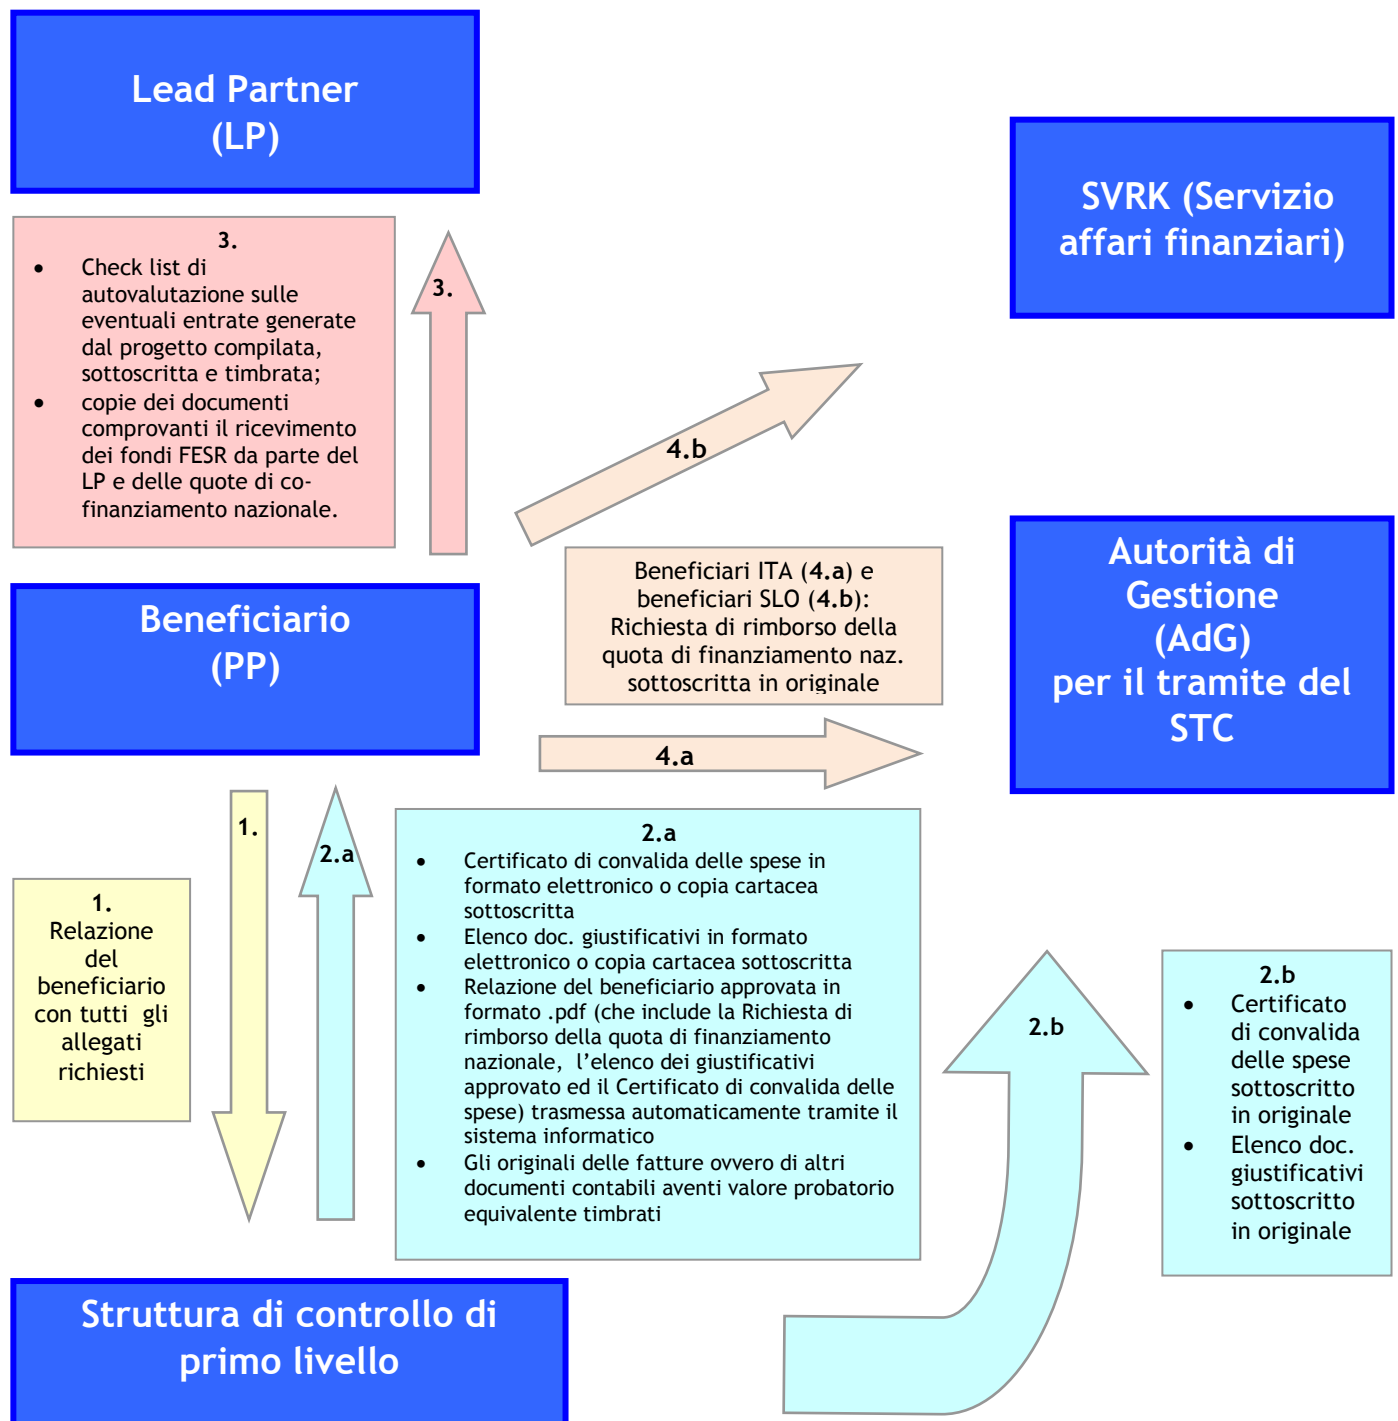 Lead Partner
(LP)
SVRK (Servizio
affari finanziari)
3.
• Check list di
autovalutazione sulle
eventuali entrate generate
dal progetto compilata,
sottoscritta e timbrata;
• copie dei documenti
comprovanti il ricevimento
dei fondi FESR da parte del
LP e delle quote di co-
finanziamento nazionale.
3.
4.b
Beneficiari ITA (4.a) e
beneficiari SLO (4.b):
Richiesta di rimborso della
quota di finanziamento naz.
sottoscritta in originale
Autorità di
Gestione
(AdG)
per il tramite del
STC
Beneficiario
(PP)
4.a
1.
2.a
1.
Relazione
del
beneficiario
con tutti gli
allegati
richiesti
2.a
• Certificato di convalida delle spese in
formato elettronico o copia cartacea
sottoscritta
• Elenco doc. giustificativi in formato
elettronico o copia cartacea sottoscritta
• Relazione del beneficiario approvata in
formato .pdf (che include la Richiesta di
rimborso della quota di finanziamento
nazionale, l’elenco dei giustificativi
approvato ed il Certificato di convalida delle
spese) trasmessa automaticamente tramite il
sistema informatico
• Gli originali delle fatture ovvero di altri
documenti contabili aventi valore probatorio
equivalente timbrati
2.b
2.b
• Certificato
di convalida
delle spese
sottoscritto
in originale
• Elenco doc.
giustificativi
sottoscritto
in originale
Struttura di controllo di
primo livello